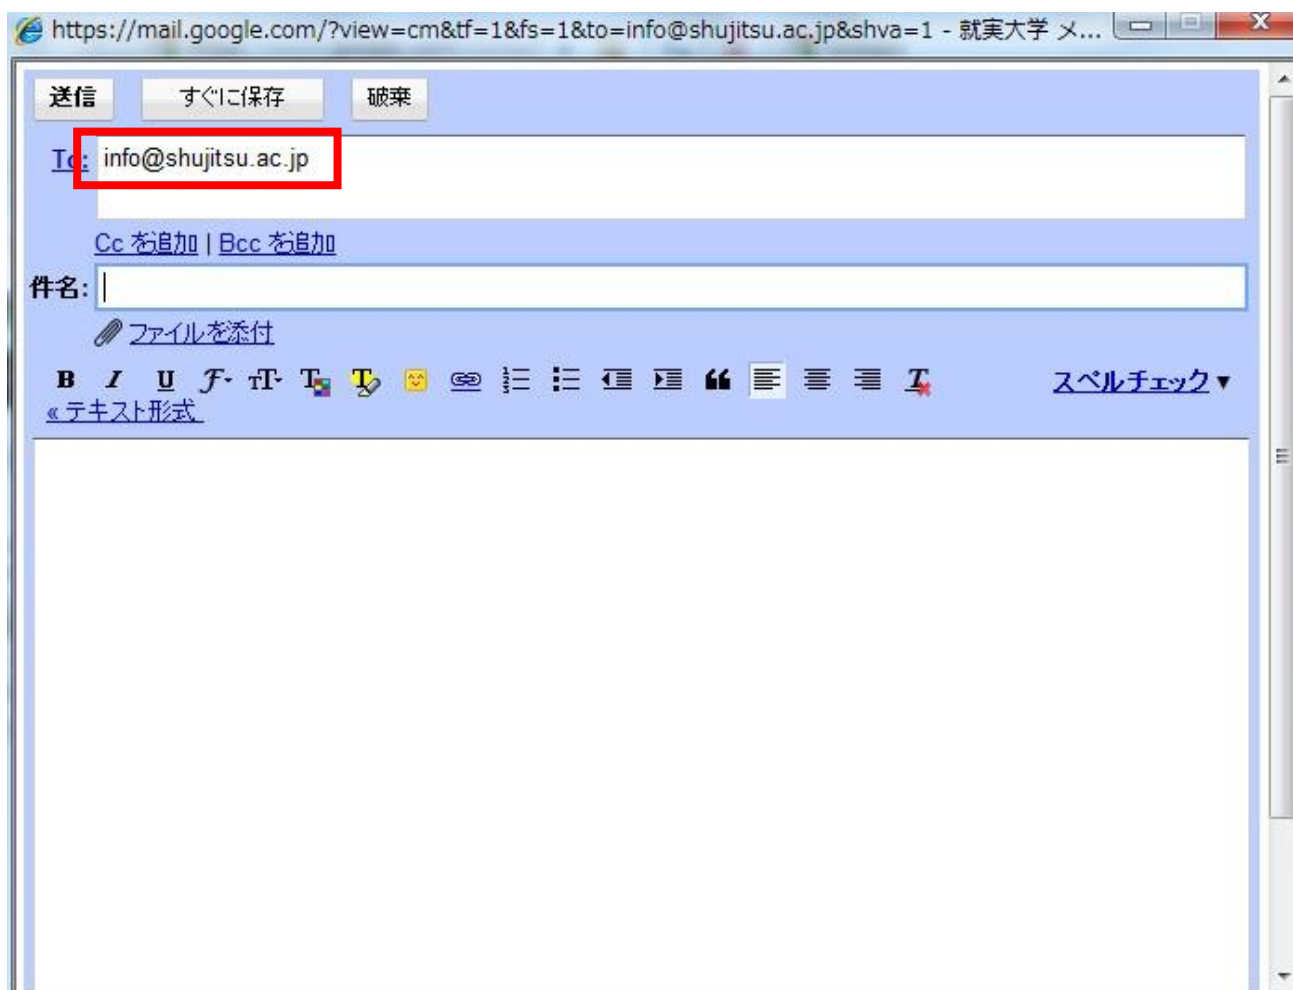 https://mail.google.com/?view=cm&tf=1&fs=1&to=info@shujitsu.ac.jp&shva=1 - 就実大学 メ...
送信 すぐに保存 破棄
To: info@shujitsu.ac.jp
Cc を追加 | Bcc を追加
件名:
ファイルを添付
B I U F T T T T スペルチェック ▼
« テキスト形式